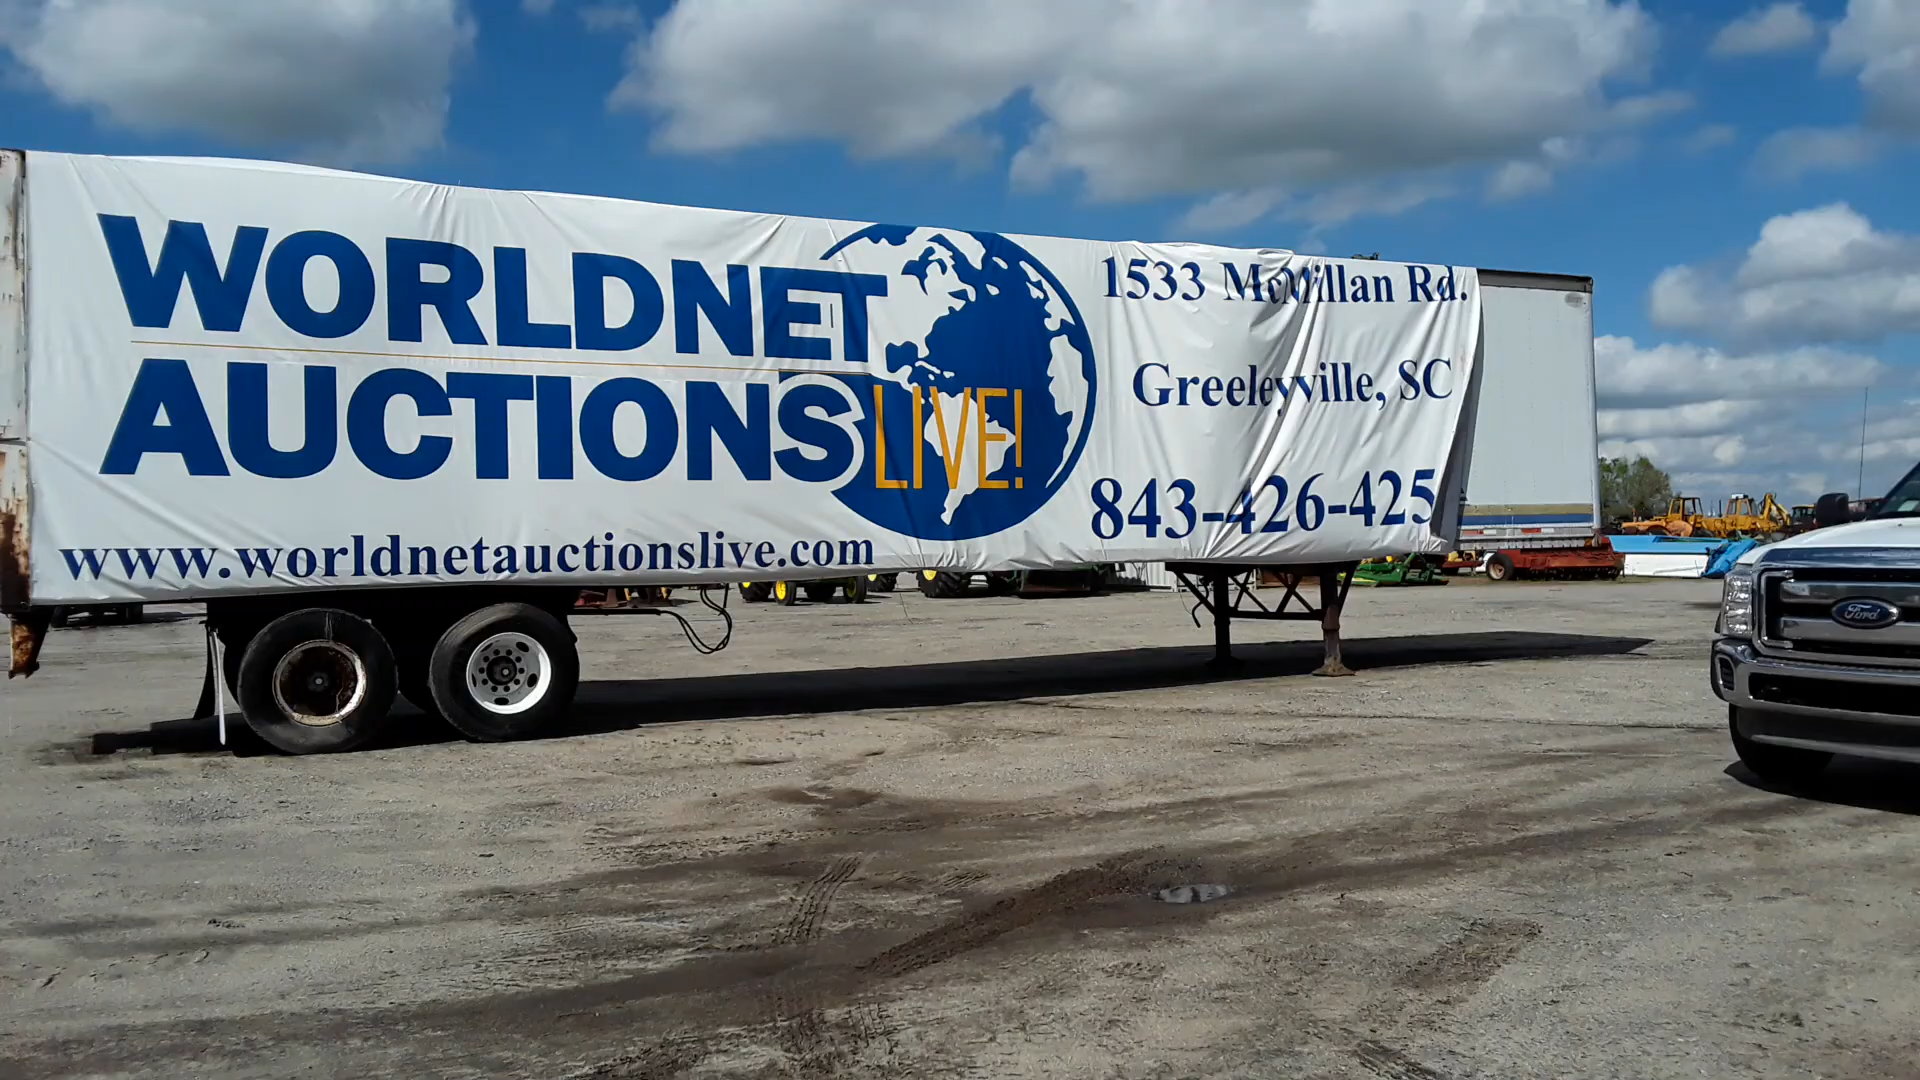 WORLDNET
AUCTIONS LIVE!
www.worldnetauctionslive.com
1533 McMillan Rd.
Greeleyville, SC
843-426-425
Ford